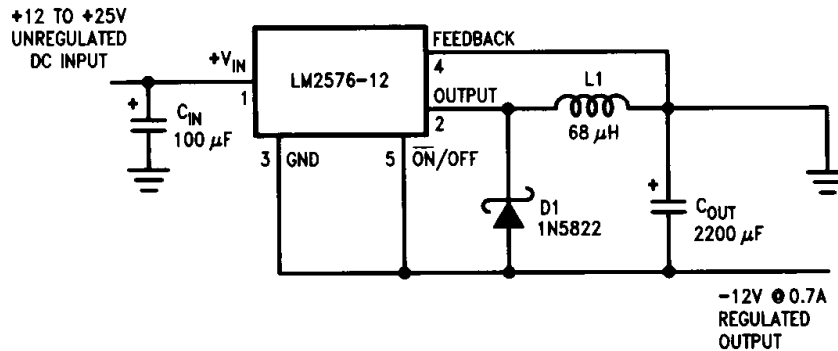 +12 TO +25V
UNREGULATED
DC INPUT
+VIN
1
+
CIN
100 μF
LM2576-12
FEEDBACK
4
OUTPUT
2
3 GND
5 ON/OFF
L1
68 μH
D1
1N5822
+
COUT
2200 μF
-12V @ 0.7A
REGULATED
OUTPUT